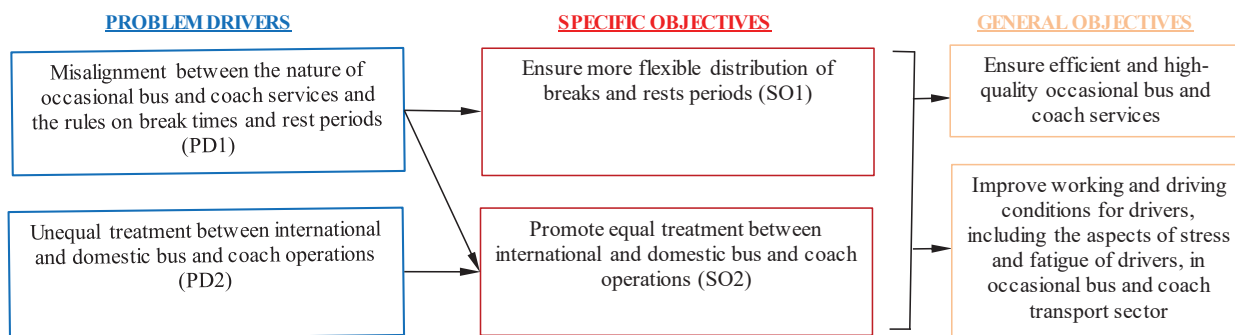 PROBLEM DRIVERS
Misalignment between the nature of
occasional bus and coach services and
the rules on break times and rest periods
(PD1)
Unequal treatment between international
and domestic bus and coach operations
(PD2)
SPECIFIC OBJECTIVES
Ensure more flexible distribution of
breaks and rests periods (SO1)
Promote equal treatment between
international and domestic bus and coach
operations (SO2)
GENERAL OBJECTIVES
Ensure efficient and high-
quality occasional bus and
coach services
Improve working and driving
conditions for drivers,
including the aspects of stress
and fatigue of drivers, in
occasional bus and coach
transport sector